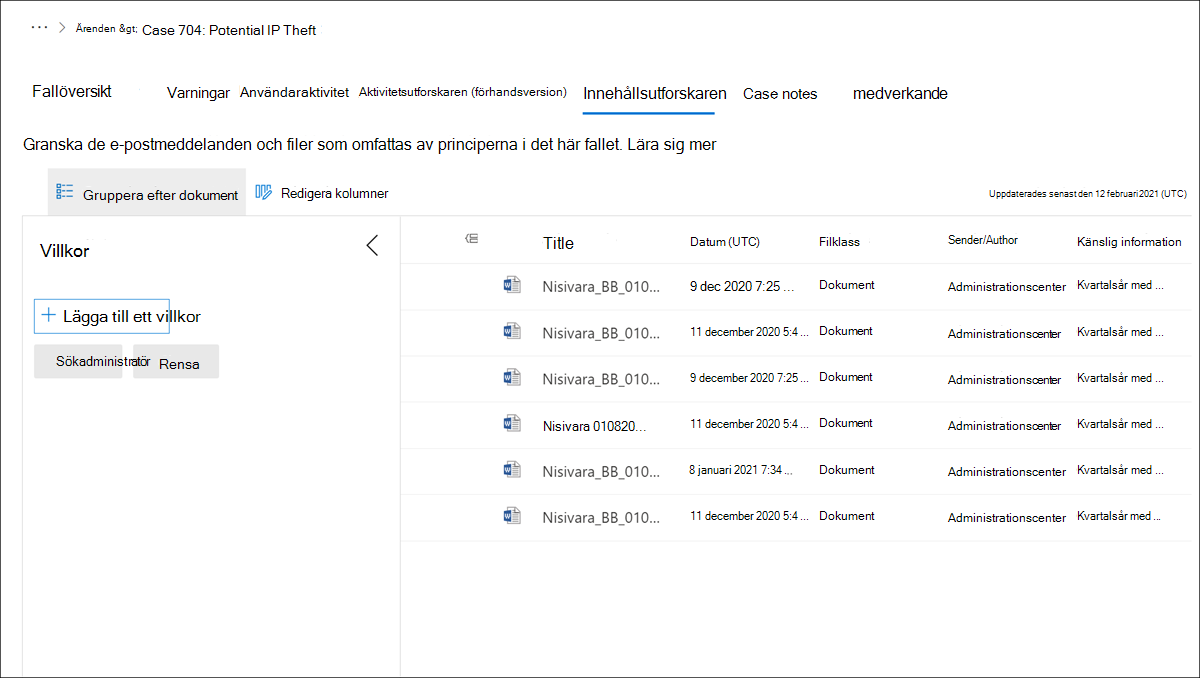 ··· > Ärenden &gt; Case 704: Potential IP Theft
Fallöversikt Varningar Användaraktivitet Aktivitetsutforskaren (förhandsversion) Innehållsutforskaren Case notes medverkande
Granska de e-postmeddelanden och filer som omfattas av principerna i det här fallet. Lära sig mer
Gruppera efter dokument Redigera kolumner Uppdaterades senast den 12 februari 2021 (UTC)
Villkor
+ Lägga till ett villkor
Sökadministratör Rensa
Title Datum (UTC) Filklass Sender/Author Känslig information
Nisivara_BB_010... 9 dec 2020 7:25 ... Dokument Administrationscenter Kvartalsår med ...
Nisivara_BB_010... 11 december 2020 5:4 ... Dokument Administrationscenter Kvartalsår med ...
Nisivara_BB_010... 9 december 2020 7:25 ... Dokument Administrationscenter Kvartalsår med ...
Nisivara 010820... 11 december 2020 5:4 ... Dokument Administrationscenter Kvartalsår med ...
Nisivara_BB_010... 8 januari 2021 7:34 ... Dokument Administrationscenter Kvartalsår med ...
Nisivara_BB_010... 11 december 2020 5:4 ... Dokument Administrationscenter Kvartalsår med ...